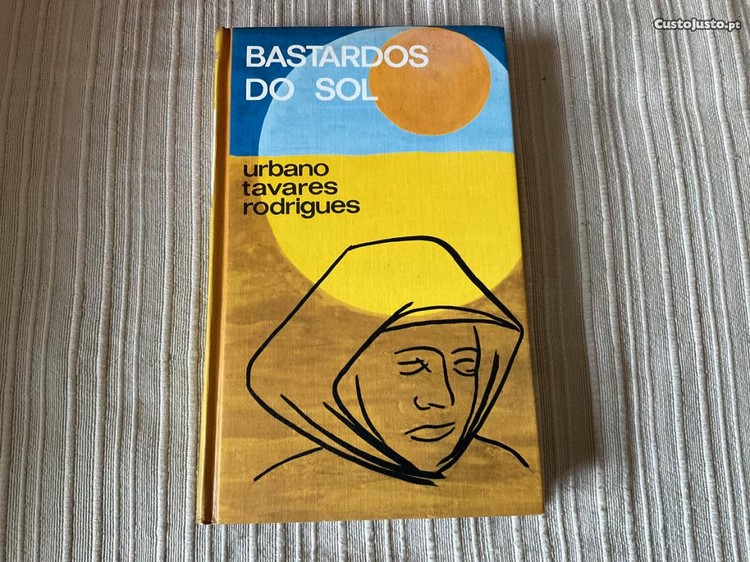 CustoJusto.pt
BASTARDOS
DO SOL
urbano
tavares
rodrigues